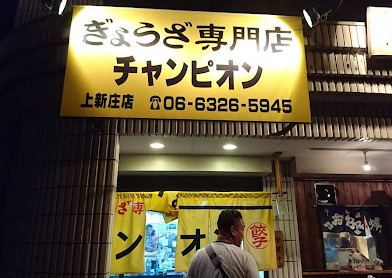 ぎょうざ専門店
チャンピオン
上新庄店 ☎06-6326-5945
ざ専
ン オ 餃子